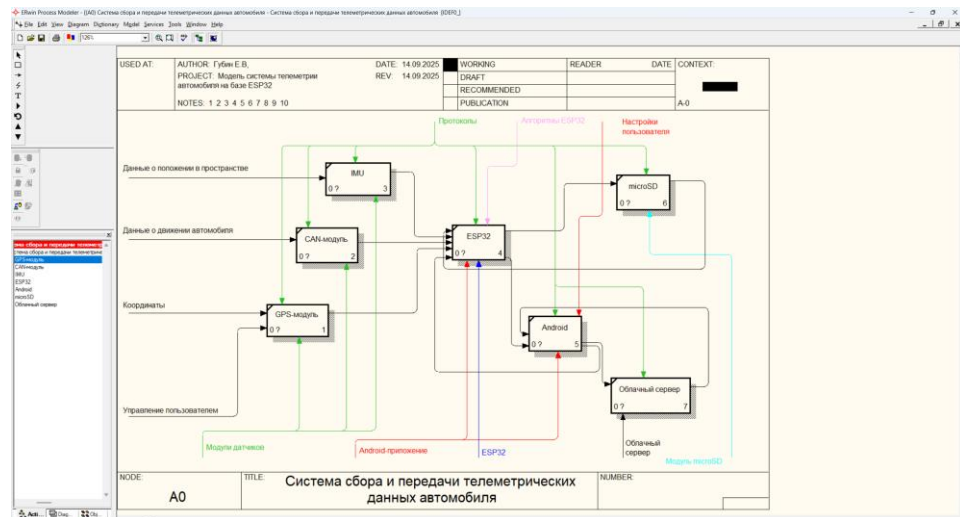 ERwin Process Modeler - [(A0) Система сбора и передачи телеметрических данных автомобиля - Система сбора и передачи телеметрических данных автомобиля (IDEF0)_]
File Edit View Diagram Dictionary Model Services Tools Window Help
126%
USED AT: AUTHOR: Губин Е.В, DATE: 14.09.2025 WORKING READER DATE CONTEXT:
PROJECT: Модель системы телеметрии автомобиля на базе ESP32 REV: 14.09.2025 DRAFT
RECOMMENDED
NOTES: 1 2 3 4 5 6 7 8 9 10 PUBLICATION A-0
Протоколы
Алгоритмы ESP32
Настройки
пользователя
Данные о положении в пространстве
IMU
0 ? 3
microSD
0 ? 6
Данные о движении автомобиля
CAN-модуль
0 ? 2
ESP32
0 ? 4
Координаты
GPS-модуль
0 ? 1
Android
0 ? 5
Облачный сервер
0 ? 7
Управление пользователем
Модули датчиков
Android-приложение
ESP32
Облачный
сервер
Модуль microSD
GPS-модуль
CAN-модуль
IMU
ESP32
Android
microSD
Облачный сервер
NODE: TITLE: NUMBER:
A0
Система сбора и передачи телеметрических
данных автомобиля
Acti... Diag... Ob...